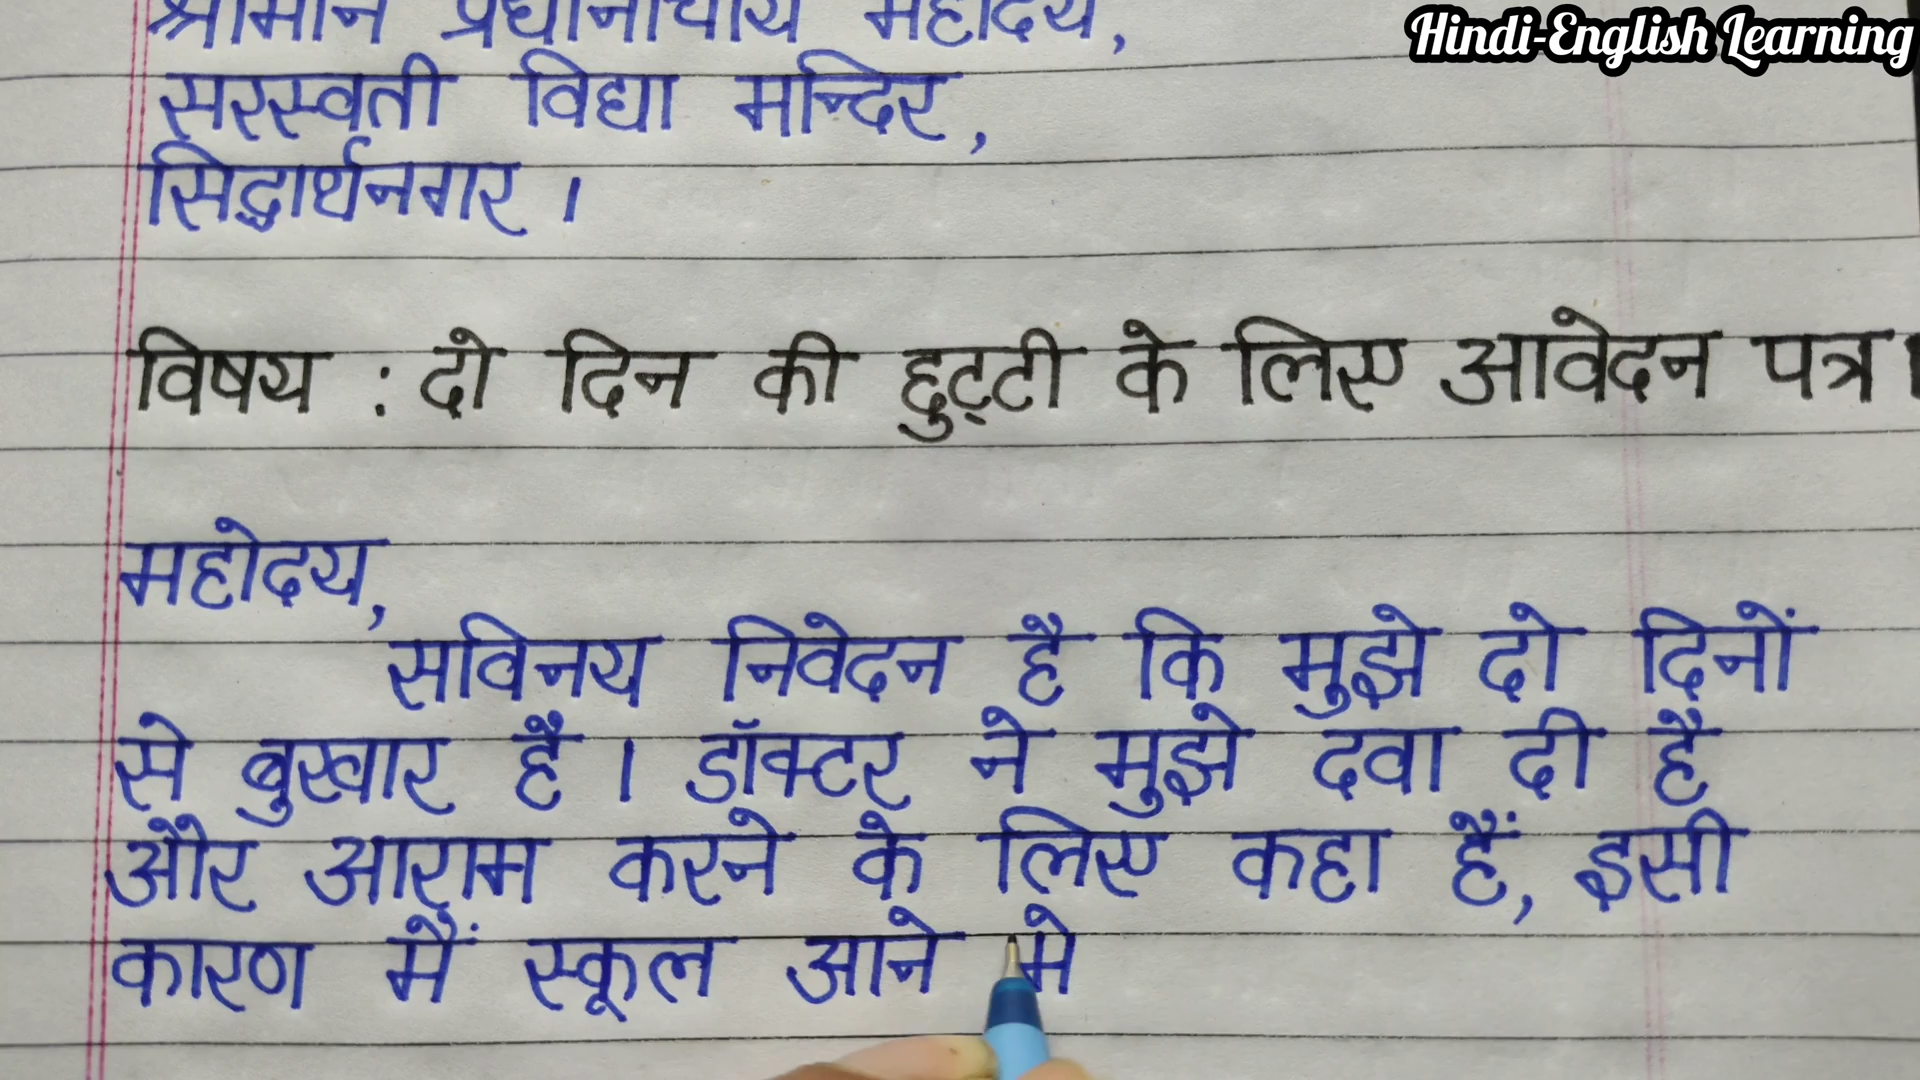 Hindi-English Learning
श्रीमान प्रधानाचार्य महोदय,
सरस्वती विद्या मन्दिर,
सिद्धार्थनगर ।
विषय : दो दिन की छुट्टी के लिए आवेदन पत्र ।
महोदय,
सविनय निवेदन है कि मुझे दो दिनों
से बुखार है । डॉक्टर ने मुझे दवा दी है
और आराम करने के लिए कहा हैं, इसी
कारण मैं स्कूल आने मे